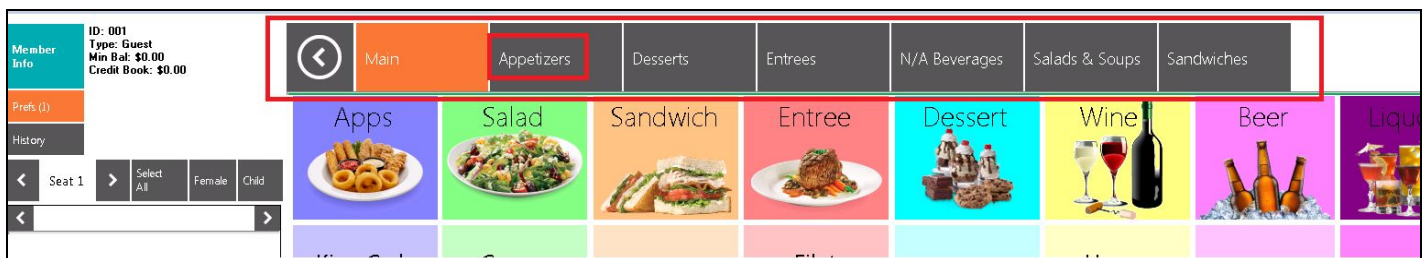 Member
Info
ID: 001
Type: Guest
Min Bal: $0.00
Credit Book: $0.00
Prefs (1)
History
Seat 1
Select
All
Female
Child
Main
Appetizers
Desserts
Entrees
N/A Beverages
Salads & Soups
Sandwiches
Apps
Salad
Sandwich
Entree
Dessert
Wine
Beer